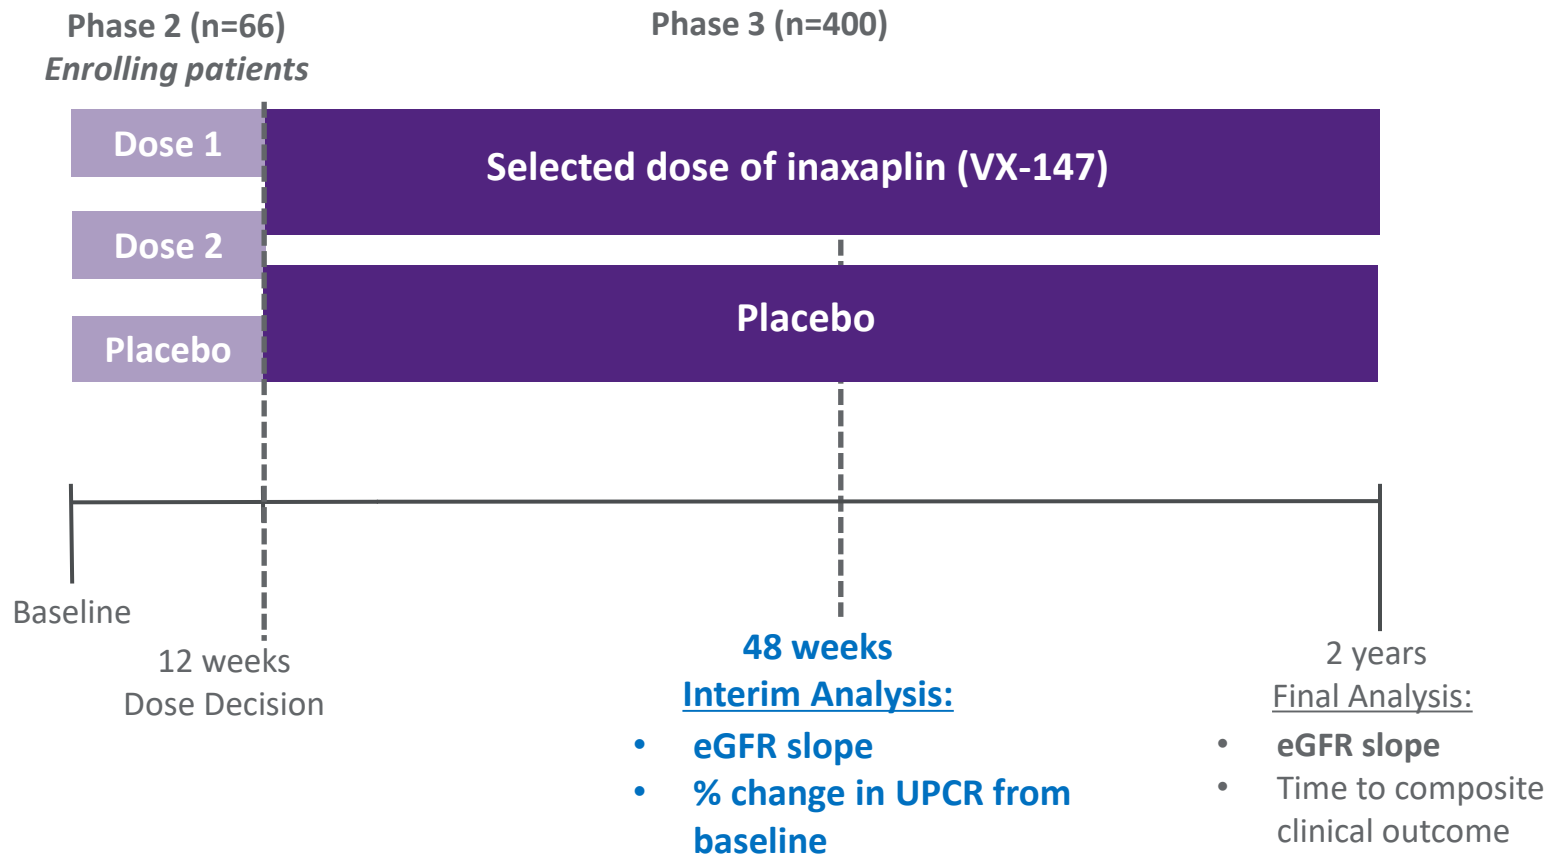 Phase 2 (n=66)
Enrolling patients
Phase 3 (n=400)
Dose 1
Dose 2
Placebo
Selected dose of inaxaplin (VX-147)
Placebo
Baseline
12 weeks
Dose Decision
48 weeks
Interim Analysis:
• eGFR slope
• % change in UPCR from
baseline
2 years
Final Analysis:
• eGFR slope
• Time to composite
clinical outcome